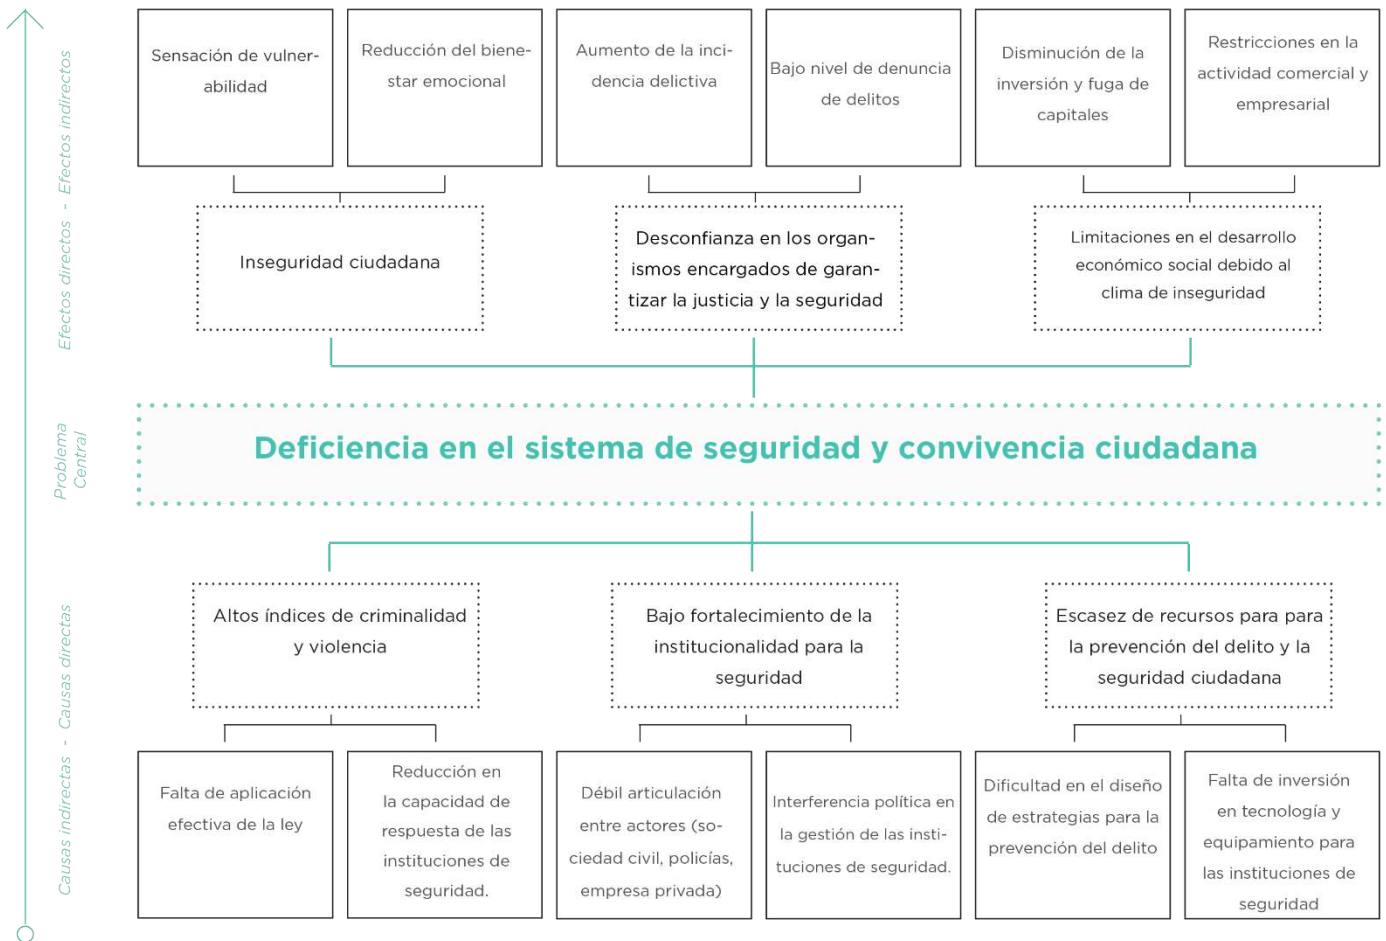 Sensación de vulner-
abilidad
Reducción del biene-
star emocional
Aumento de la inci-
dencia delictiva
Bajo nivel de denuncia
de delitos
Disminución de la
inversión y fuga de
capitales
Restricciones en la
actividad comercial y
empresarial
Efectos directos - Efectos indirectos
Inseguridad ciudadana
Desconfianza en los organ-
ismos encargados de garan-
tizar la justicia y la seguridad
Limitaciones en el desarrollo
económico social debido al
clima de inseguridad
Problema
Central
Deficiencia en el sistema de seguridad y convivencia ciudadana
Causas indirectas - Causas directas
Altos índices de criminalidad
y violencia
Bajo fortalecimiento de la
institucionalidad para la
seguridad
Escasez de recursos para para
la prevención del delito y la
seguridad ciudadana
Falta de aplicación
efectiva de la ley
Reducción en
la capacidad de
respuesta de las
instituciones de
seguridad.
Débil articulación
entre actores (so-
ciedad civil, policías,
empresa privada)
Interferencia política en
la gestión de las insti-
tuciones de seguridad.
Dificultad en el diseño
de estrategias para la
prevención del delito
Falta de inversión
en tecnología y
equipamiento para
las instituciones de
seguridad